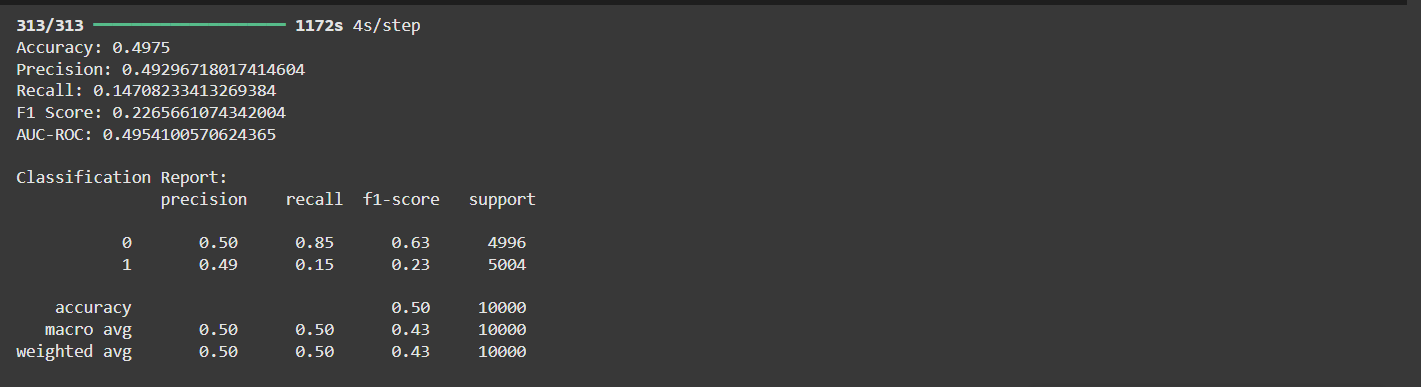 313/313 ━━━━━━━━━━━━━━━━━━━━ 1172s 4s/step
Accuracy: 0.4975
Precision: 0.49296718017414604
Recall: 0.14708233413269384
F1 Score: 0.2265661074342004
AUC-ROC: 0.4954100570624365
Classification Report:
precision recall f1-score support
0 0.50 0.85 0.63 4996
1 0.49 0.15 0.23 5004
accuracy 0.50 10000
macro avg 0.50 0.50 0.43 10000
weighted avg 0.50 0.50 0.43 10000